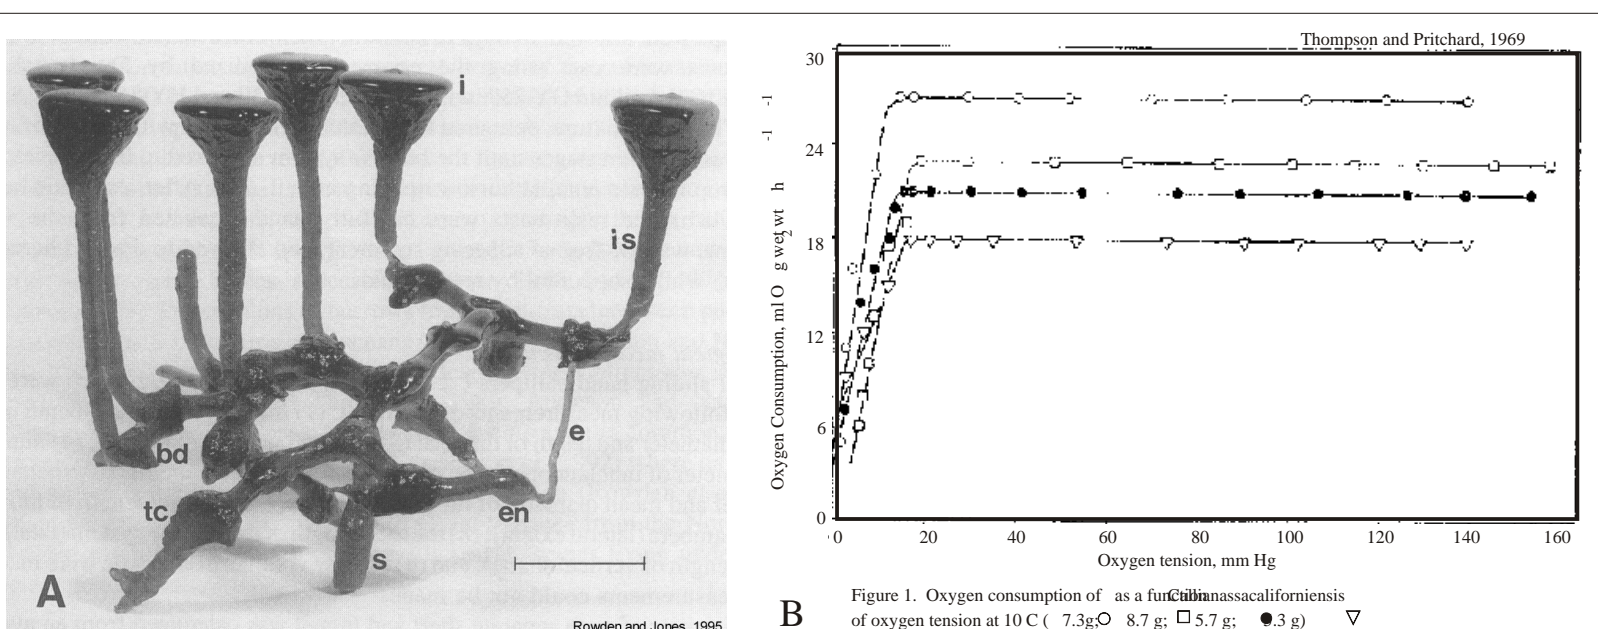 i
is
bd
e
tc
en
s
A
Rowden and Jones, 1995
Thompson and Pritchard, 1969
30
24
18
12
6
0
Oxygen Consumption, ml O2 g wet wt -1 h -1
0 20 40 60 80 100 120 140 160
Oxygen tension, mm Hg
B
Figure 1. Oxygen consumption of as a function Callianassa californiensis
of oxygen tension at 10 C ( 7.3g; 8.7 g; 5.7 g; 3.3 g)